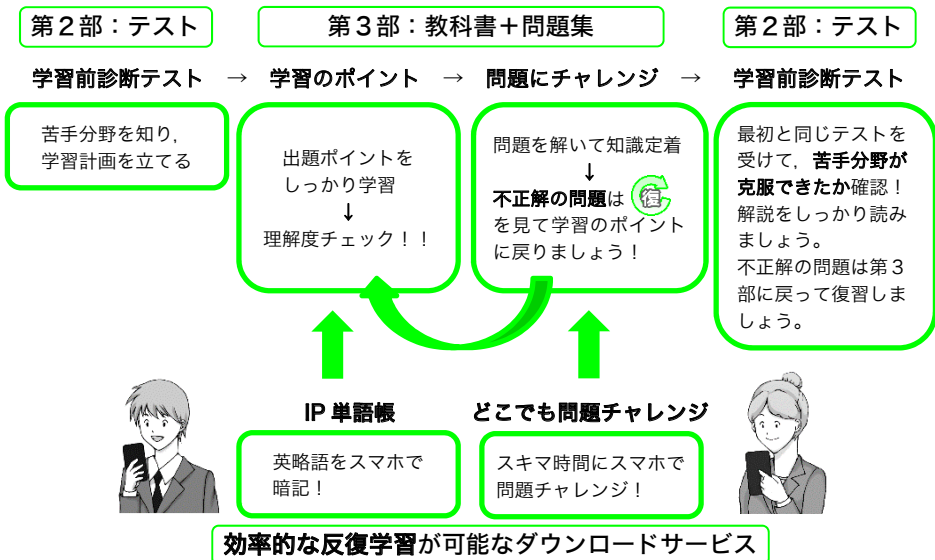 第2部：テスト
第3部：教科書＋問題集
第2部：テスト
学習前診断テスト → 学習のポイント → 問題にチャレンジ → 学習前診断テスト
苦手分野を知り，
学習計画を立てる
出題ポイントを
しっかり学習
↓
理解度チェック！！
問題を解いて知識定着
↓
不正解の問題は 復
を見て学習のポイント
に戻りましょう！
最初と同じテストを
受けて，苦手分野が
克服できたか確認！
解説をしっかり読み
ましょう。
不正解の問題は第3
部に戻って復習しま
しょう。
IP 単語帳
英略語をスマホで
暗記！
どこでも問題チャレンジ
スキマ時間にスマホで
問題チャレンジ！
効率的な反復学習が可能なダウンロードサービス